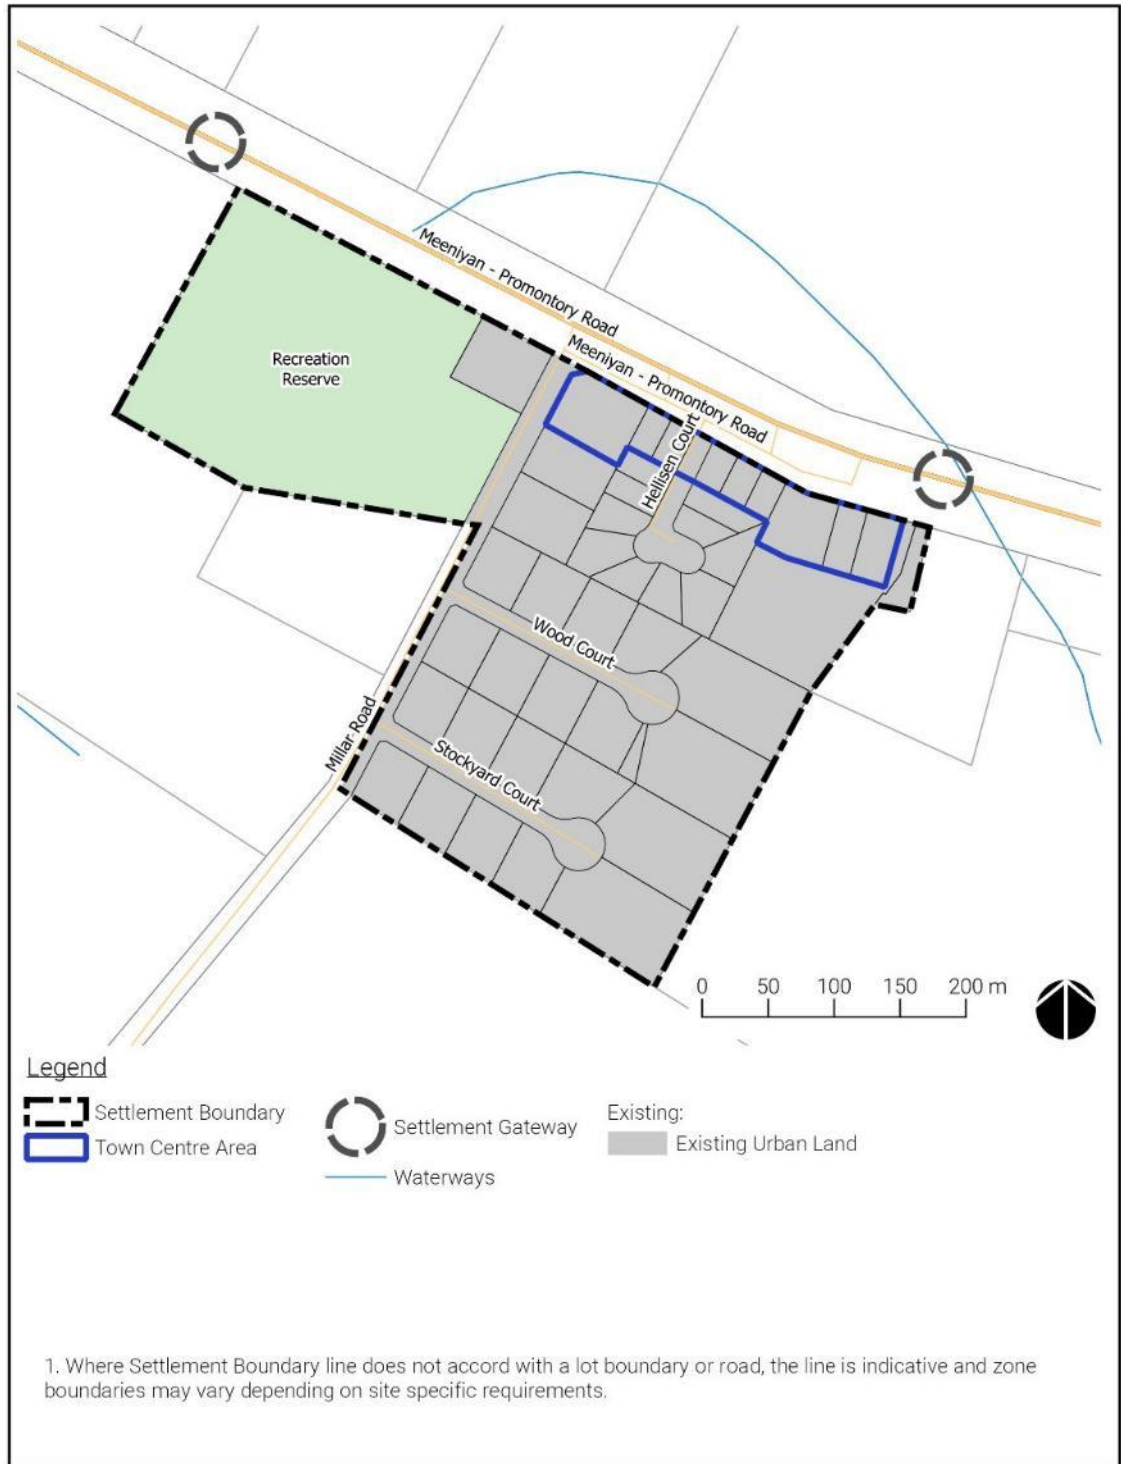 Meeniyan - Promontory Road
Meeniyan - Promontory Road
Recreation
Reserve
Hellisen Court
Wood Court
Millar Road
Stockyard Court
0 50 100 150 200 m
Legend
Settlement Boundary
Town Centre Area
Settlement Gateway
Waterways
Existing:
Existing Urban Land
1. Where Settlement Boundary line does not accord with a lot boundary or road, the line is indicative and zone
boundaries may vary depending on site specific requirements.